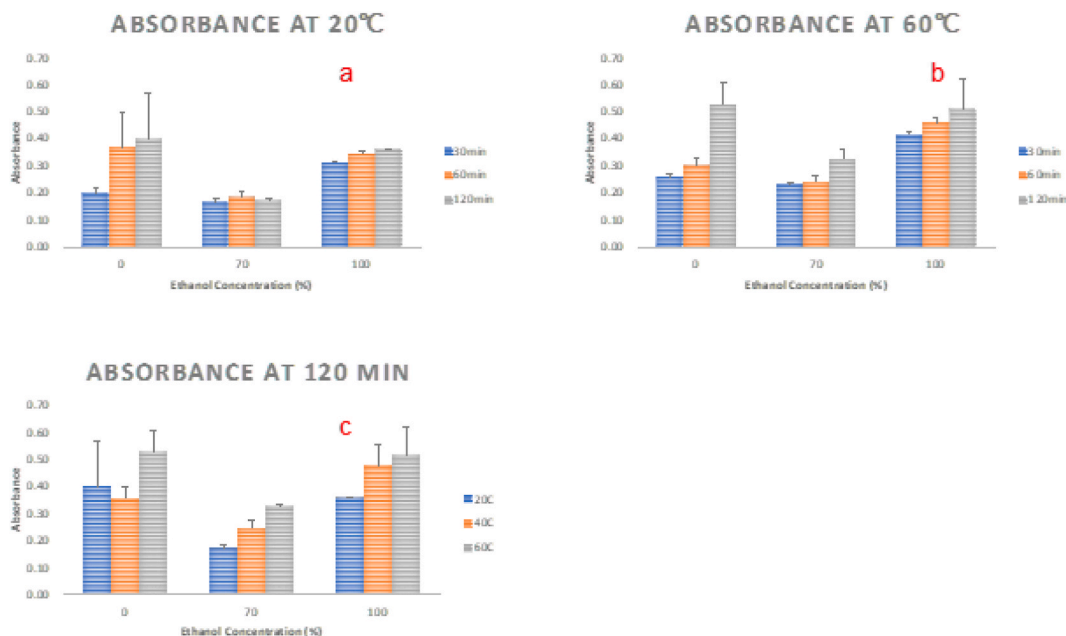 ABSORBANCE AT 20℃
a
0.70
0.60
0.50
0.40
0.30
0.20
0.10
0.00
Absorbance
0
70
100
Ethanol Concentration (%)
30min
60min
120min
ABSORBANCE AT 60℃
b
0.70
0.60
0.50
0.40
0.30
0.20
0.10
0.00
Absorbance
0
70
100
Ethanol Concentration (%)
30min
60min
120min
ABSORBANCE AT 120 MIN
c
0.70
0.60
0.50
0.40
0.30
0.20
0.10
0.00
Absorbance
0
70
100
Ethanol Concentration (%)
20C
40C
60C